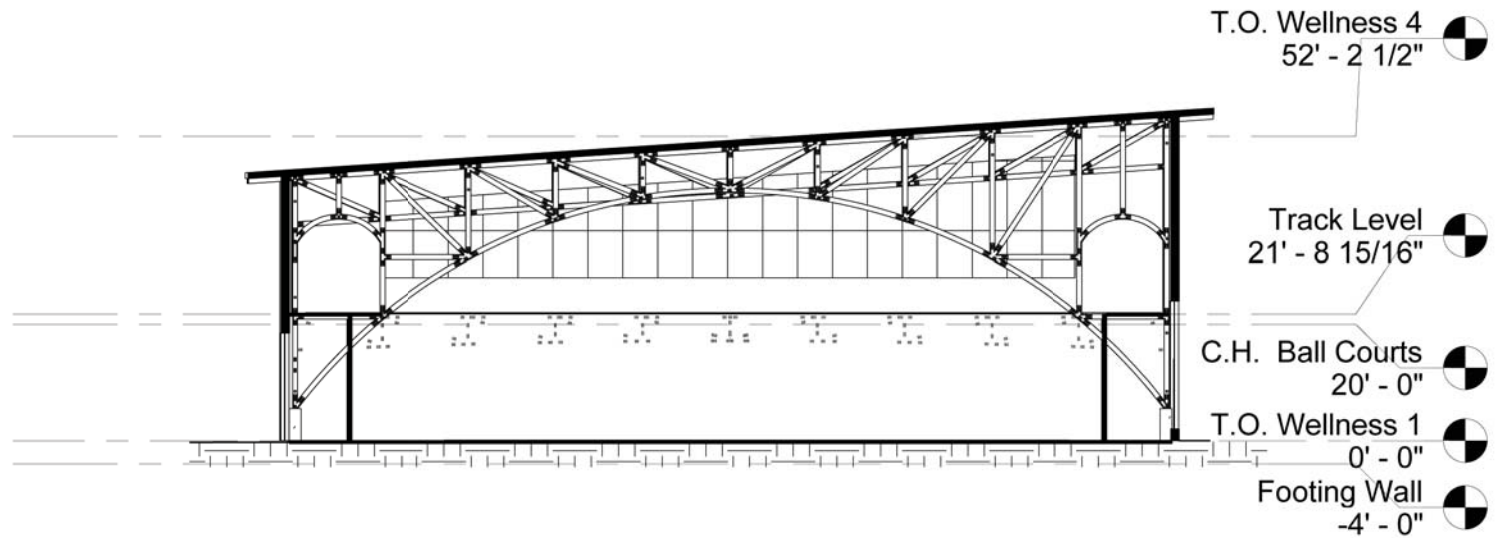 T.O. Wellness 4
52' - 2 1/2"
Track Level
21' - 8 15/16"
C.H. Ball Courts
20' - 0"
T.O. Wellness 1
0' - 0"
Footing Wall
-4' - 0"